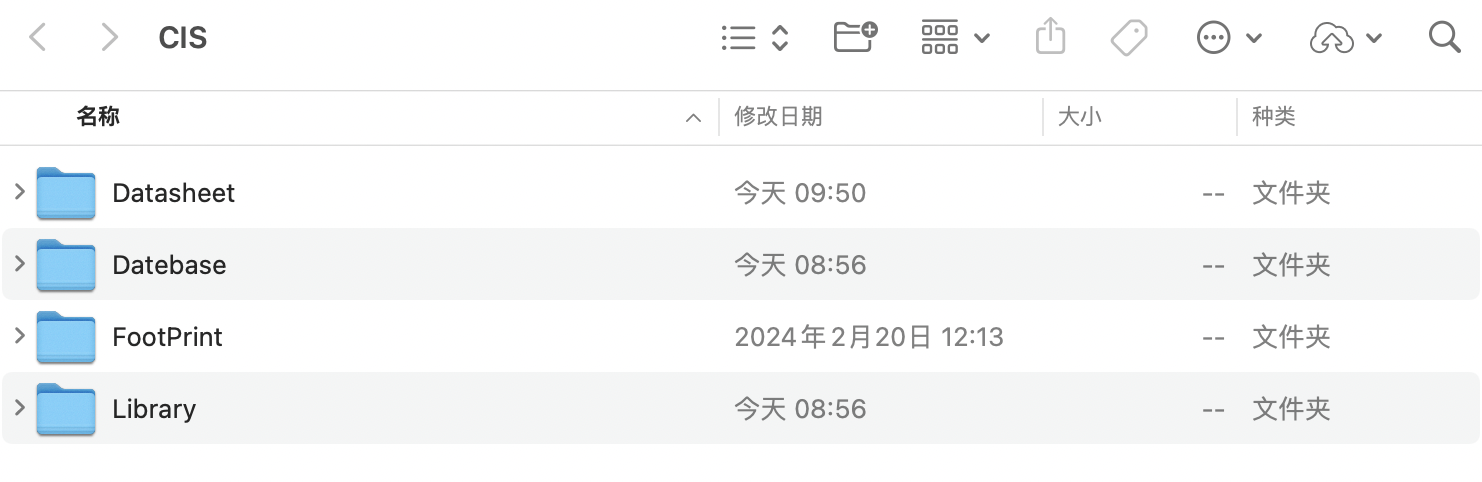 CIS
名称 修改日期 大小 种类
Datasheet 今天 09:50 -- 文件夹
Datebase 今天 08:56 -- 文件夹
FootPrint 2024年2月20日 12:13 -- 文件夹
Library 今天 08:56 -- 文件夹